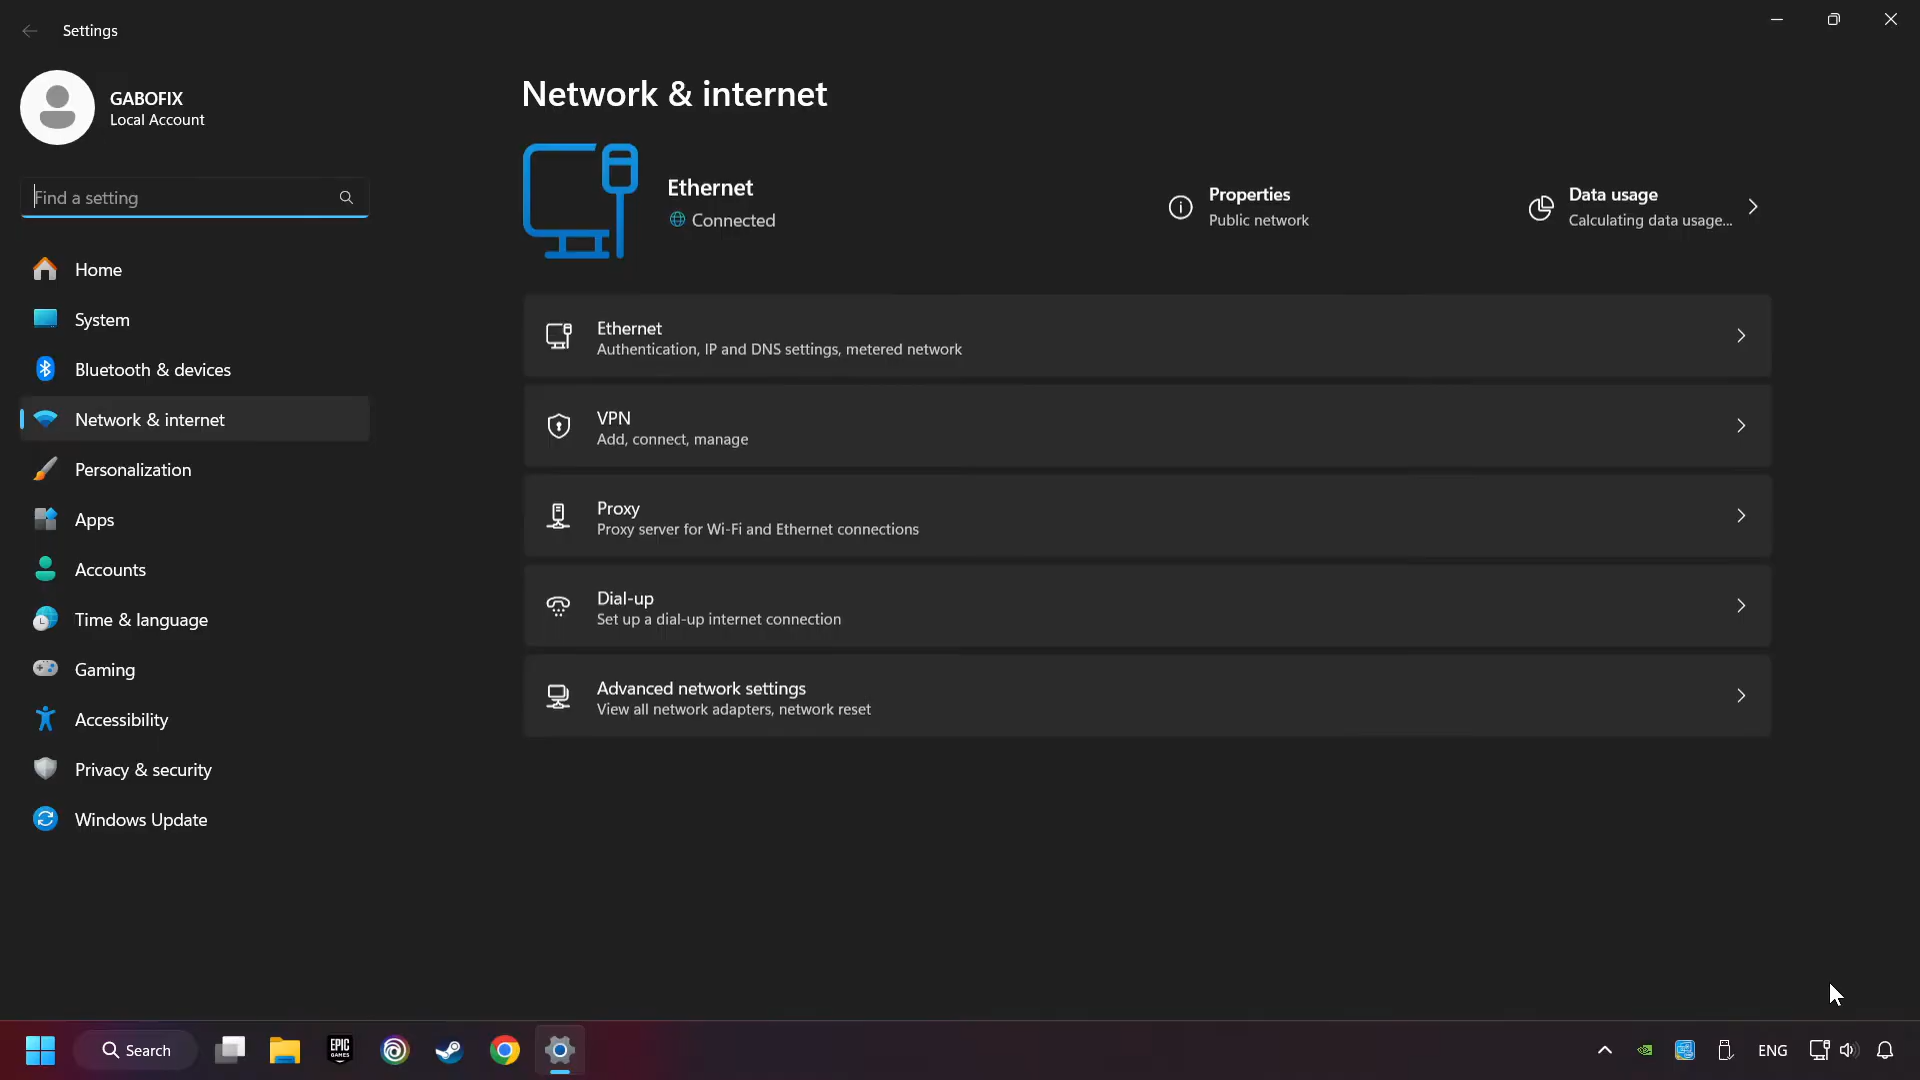 Settings
GABOFIX
Local Account
Find a setting
Home
System
Bluetooth & devices
Network & internet
Personalization
Apps
Accounts
Time & language
Gaming
Accessibility
Privacy & security
Windows Update
Network & internet
Ethernet
Connected
Properties
Public network
Data usage
Calculating data usage...
Ethernet
Authentication, IP and DNS settings, metered network
VPN
Add, connect, manage
Proxy
Proxy server for Wi-Fi and Ethernet connections
Dial-up
Set up a dial-up internet connection
Advanced network settings
View all network adapters, network reset
Search
EPIC
GAMES
ENG